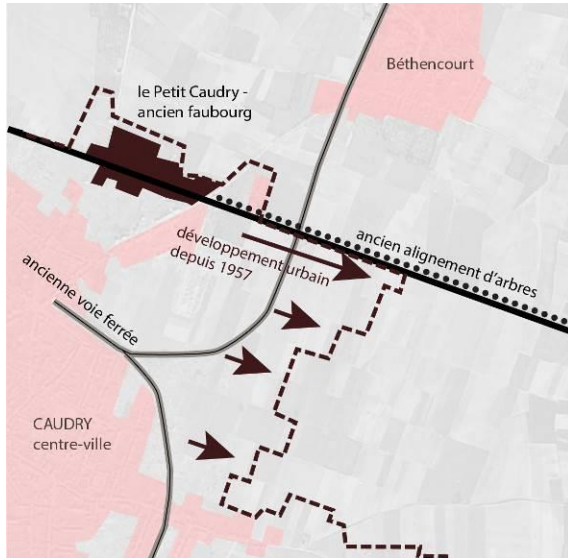 Béthencourt
le Petit Caudry -
ancien faubourg
ancien alignement d'arbres
développement urbain
depuis 1957
ancienne voie ferrée
CAUDRY
centre-ville